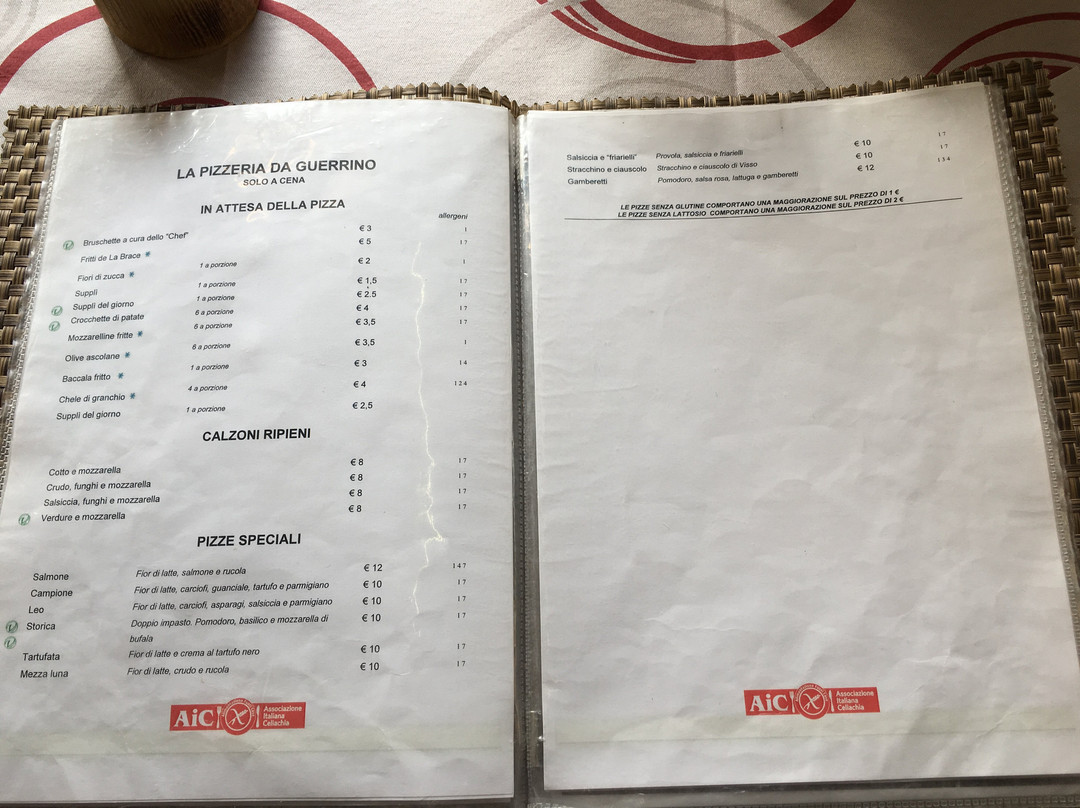 LA PIZZERIA DA GUERRINO
SOLO A CENA
IN ATTESA DELLA PIZZA
allergeni
Bruschette a cura dello "Chef" € 3 1
Fritti de La Brace * € 5 1 7
Fiori di zucca * 1 a porzione € 2 1
Supplì 1 a porzione € 1,5 1 7
Supplì del giorno 1 a porzione € 2.5 1 7
Crocchette di patate 6 a porzione € 4 1 7
Mozzarelline fritte * 6 a porzione € 3,5 1 7
Olive ascolane * 6 a porzione € 3,5 1
Baccala fritto * 1 a porzione € 3 1 4
Chele di granchio * 4 a porzione € 4 1 2 4
Supplì del giorno 1 a porzione € 2,5
CALZONI RIPIENI
Cotto e mozzarella € 8 1 7
Crudo, funghi e mozzarella € 8 1 7
Salsiccia, funghi e mozzarella € 8 1 7
Verdure e mozzarella € 8 1 7
PIZZE SPECIALI
Salmone Fior di latte, salmone e rucola € 12 1 4 7
Campione Fior di latte, carciofi, guanciale, tartufo e parmigiano € 10 1 7
Leo Fior di latte, carciofi, asparagi, salsiccia e parmigiano € 10 1 7
Storica Doppio impasto. Pomodoro, basilico e mozzarella di € 10 1 7
bufala
Tartufata Fior di latte e crema al tartufo nero € 10 1 7
Mezza luna Fior di latte, crudo e rucola € 10 1 7
AiC Associazione
Italiana
Celiachia
Salsiccia e "friarielli" Provola, salsiccia e friarielli € 10 1 7
Stracchino e ciauscolo Stracchino e ciauscolo di Visso € 10 1 7
Gamberetti Pomodoro, salsa rosa, lattuga e gamberetti € 12 1 3 4
LE PIZZE SENZA GLUTINE COMPORTANO UNA MAGGIORAZIONE SUL PREZZO DI 1 €
LE PIZZE SENZA LATTOSIO COMPORTANO UNA MAGGIORAZIONE SUL PREZZO DI 2 €
AiC Associazione
Italiana
Celiachia